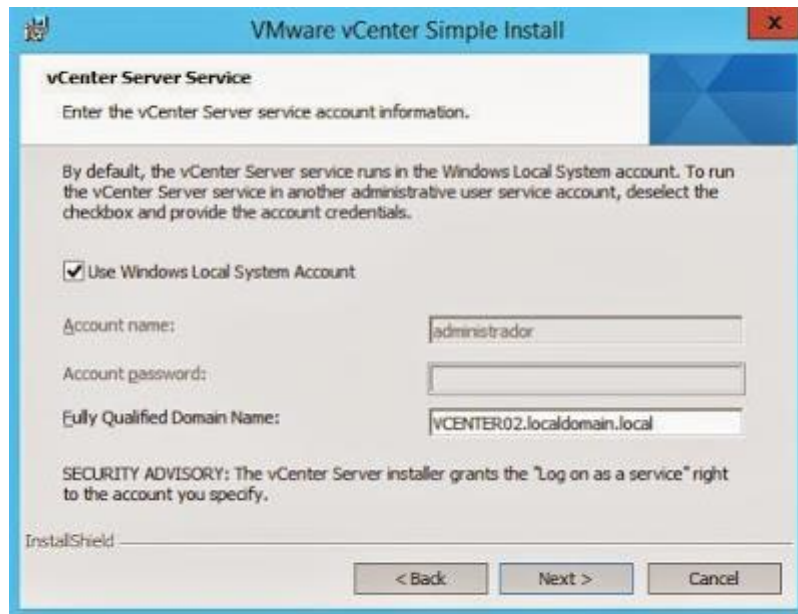 VMware vCenter Simple Install
x
vCenter Server Service
Enter the vCenter Server service account information.
By default, the vCenter Server service runs in the Windows Local System account. To run
the vCenter Server service in another administrative user service account, deselect the
checkbox and provide the account credentials.
Use Windows Local System Account
Account name:
administrador
Account password:
Fully Qualified Domain Name:
VCENTER02.localdomain.local
SECURITY ADVISORY: The vCenter Server installer grants the "Log on as a service" right
to the account you specify.
InstallShield
< Back
Next >
Cancel